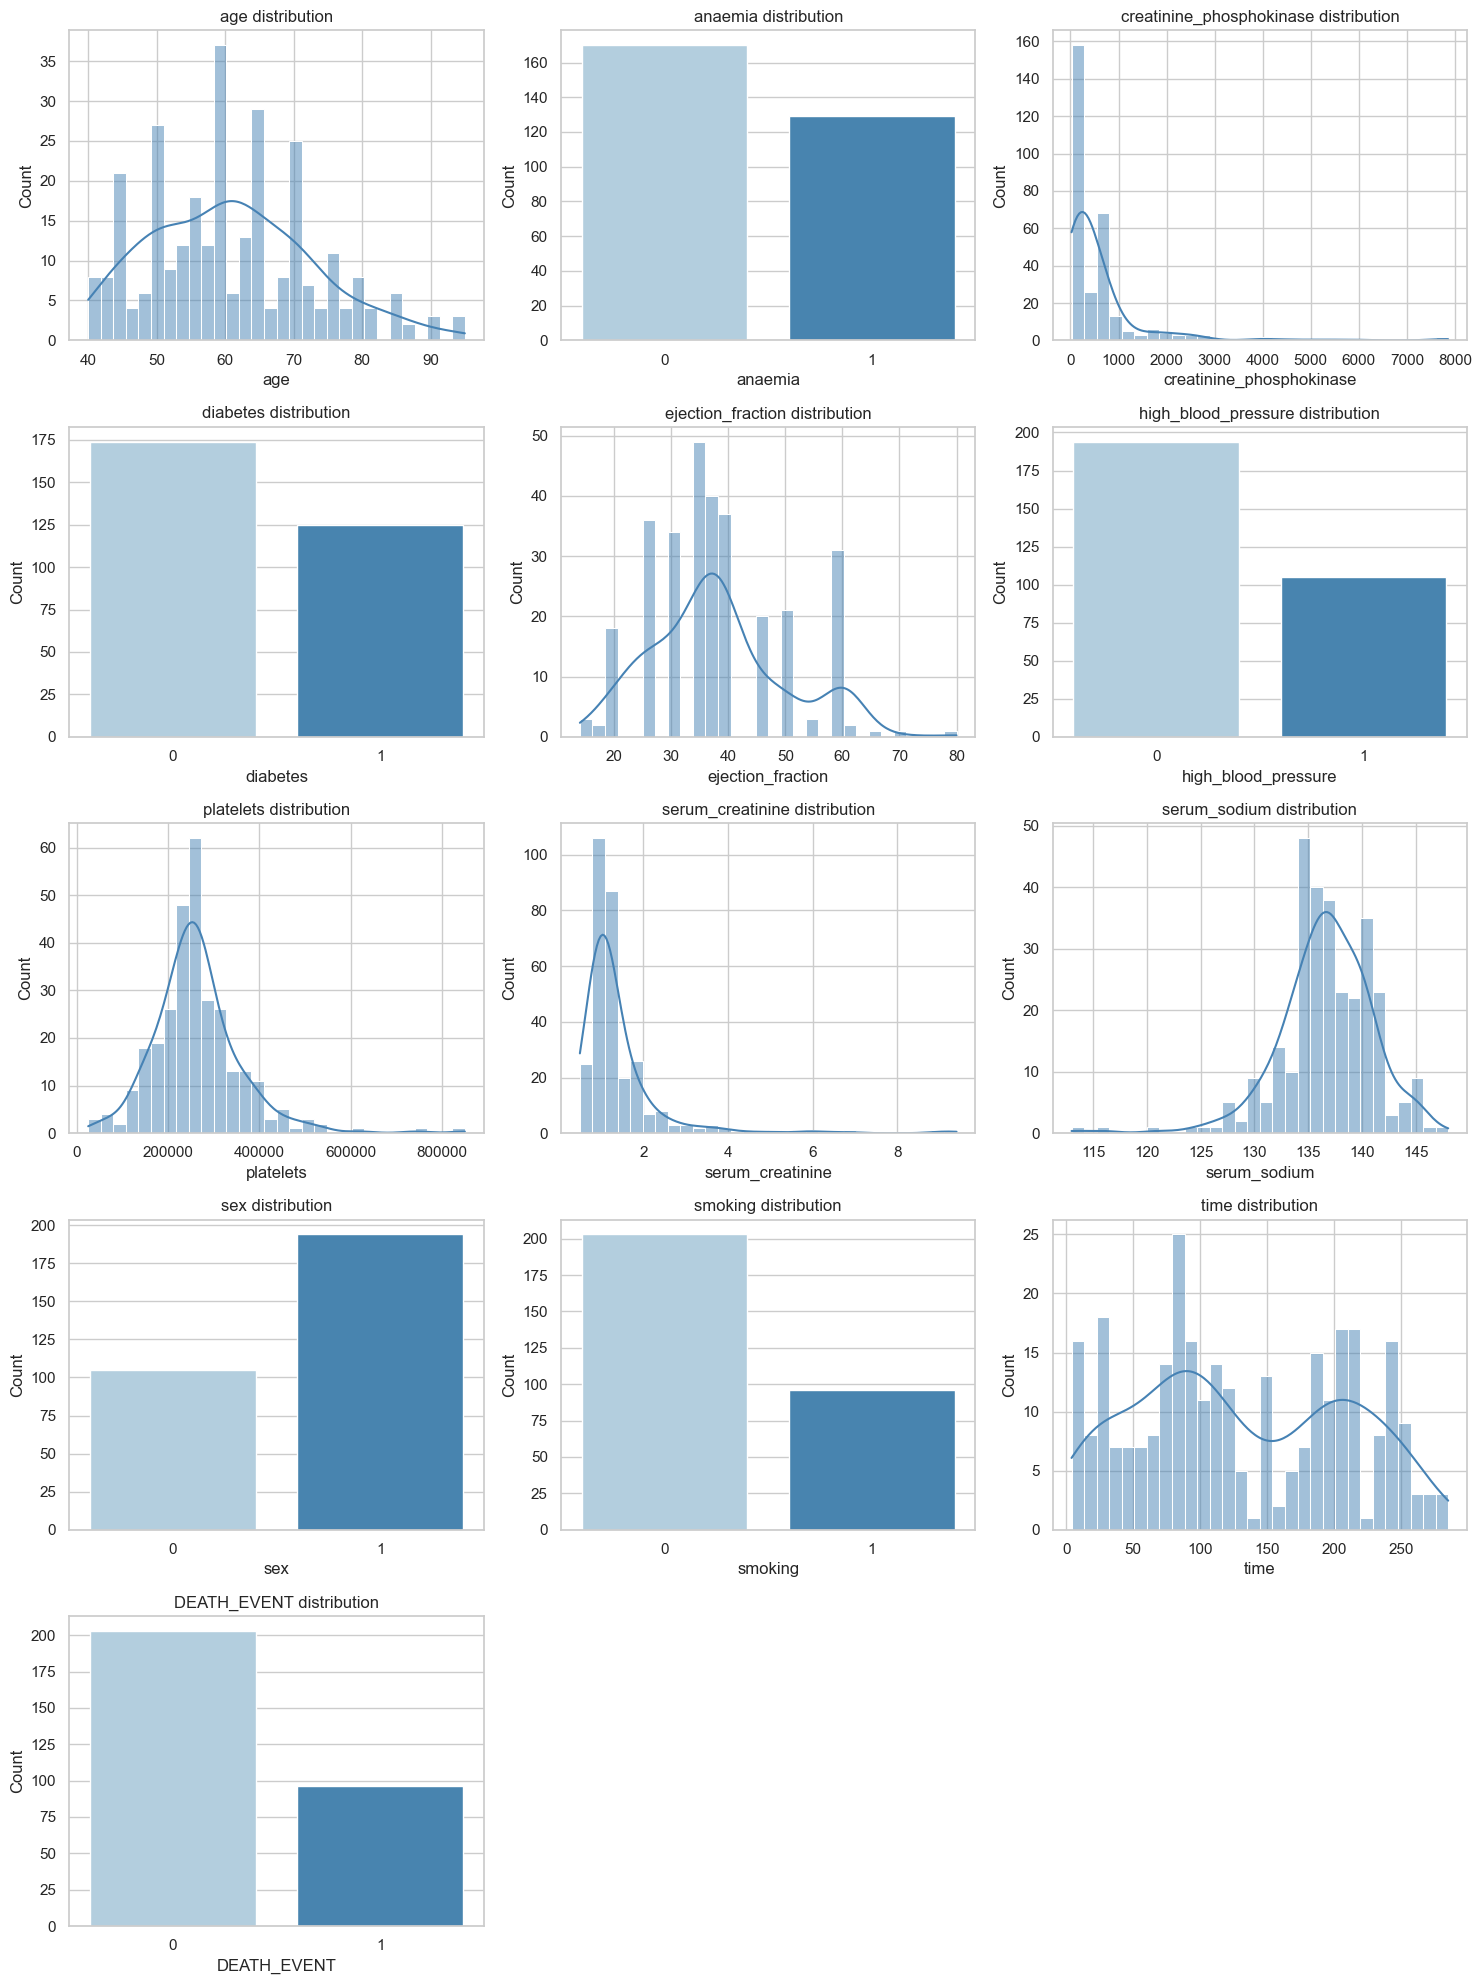 age distribution
35
30
25
20
15
10
5
0
Count
40 50 60 70 80 90
age
anaemia distribution
160
140
120
100
80
60
40
20
0
Count
0 1
anaemia
creatinine_phosphokinase distribution
160
140
120
100
80
60
40
20
0
Count
0 1000 2000 3000 4000 5000 6000 7000 8000
creatinine_phosphokinase
diabetes distribution
175
150
125
100
75
50
25
0
Count
0 1
diabetes
ejection_fraction distribution
50
40
30
20
10
0
Count
20 30 40 50 60 70 80
ejection_fraction
high_blood_pressure distribution
200
175
150
125
100
75
50
25
0
Count
0 1
high_blood_pressure
platelets distribution
60
50
40
30
20
10
0
Count
0 200000 400000 600000 800000
platelets
serum_creatinine distribution
100
80
60
40
20
0
Count
2 4 6 8
serum_creatinine
serum_sodium distribution
50
40
30
20
10
0
Count
115 120 125 130 135 140 145
serum_sodium
sex distribution
200
175
150
125
100
75
50
25
0
Count
0 1
sex
smoking distribution
200
175
150
125
100
75
50
25
0
Count
0 1
smoking
time distribution
25
20
15
10
5
0
Count
0 50 100 150 200 250
time
DEATH_EVENT distribution
200
175
150
125
100
75
50
25
0
Count
0 1
DEATH_EVENT